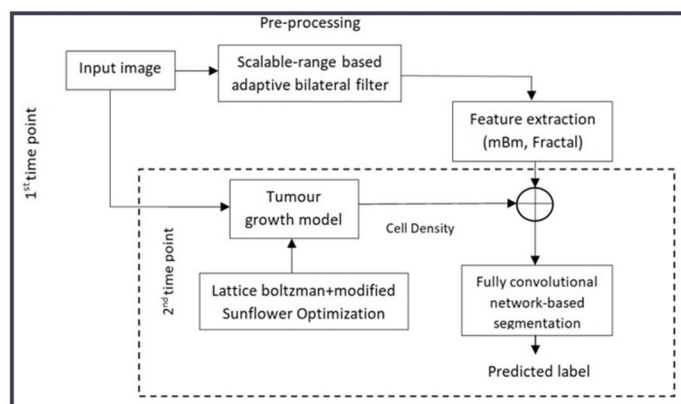 Pre-processing
Input image
Scalable-range based
adaptive bilateral filter
1st time point
Feature extraction
(mBm, Fractal)
Tumour
growth model
Cell Density
2nd time point
Lattice boltzman+modified
Sunflower Optimization
Fully convolutional
network-based
segmentation
Predicted label